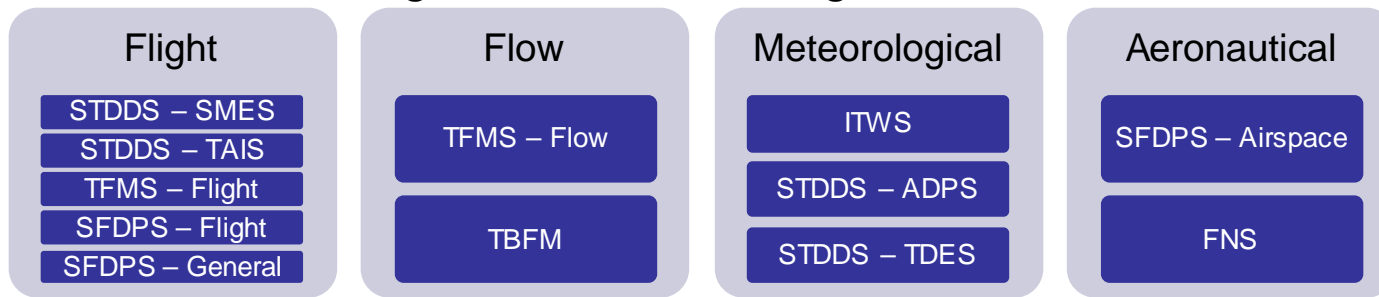 Flight
STDDS – SMES
STDDS – TAIS
TFMS – Flight
SFDPS – Flight
SFDPS – General
Flow
TFMS – Flow
TBFM
Meteorological
ITWS
STDDS – ADPS
STDDS – TDES
Aeronautical
SFDPS – Airspace
FNS